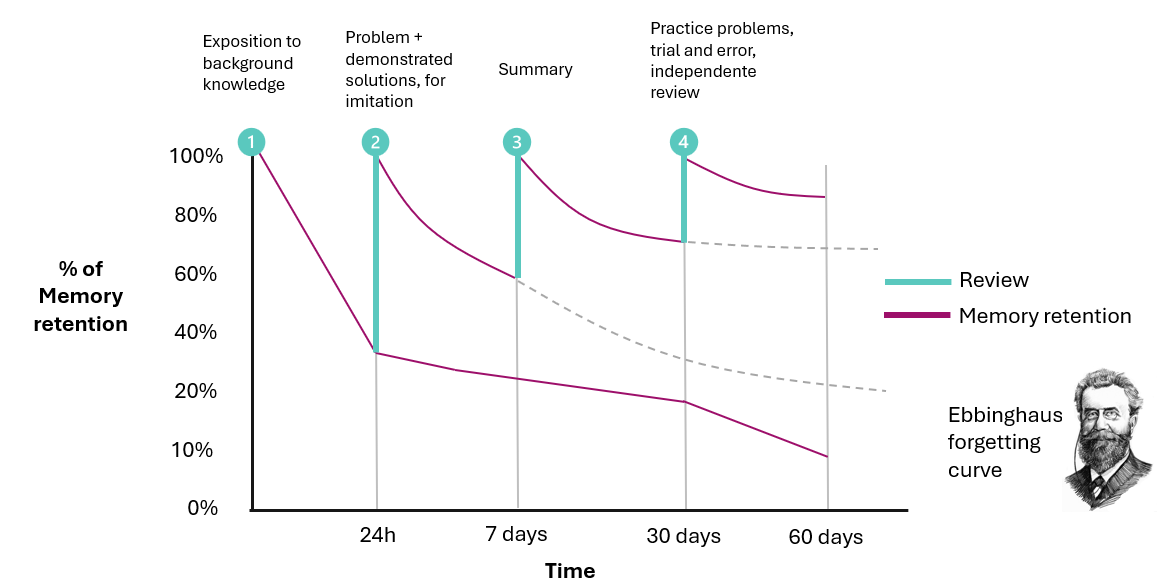 Exposition to
background
knowledge
Problem +
demonstrated
solutions, for
imitation
Summary
Practice problems,
trial and error,
independente
review
1
2
3
4
100%
80%
60%
40%
20%
10%
0%
% of
Memory
retention
Review
Memory retention
Ebbinghaus
forgetting
curve
24h
7 days
30 days
60 days
Time